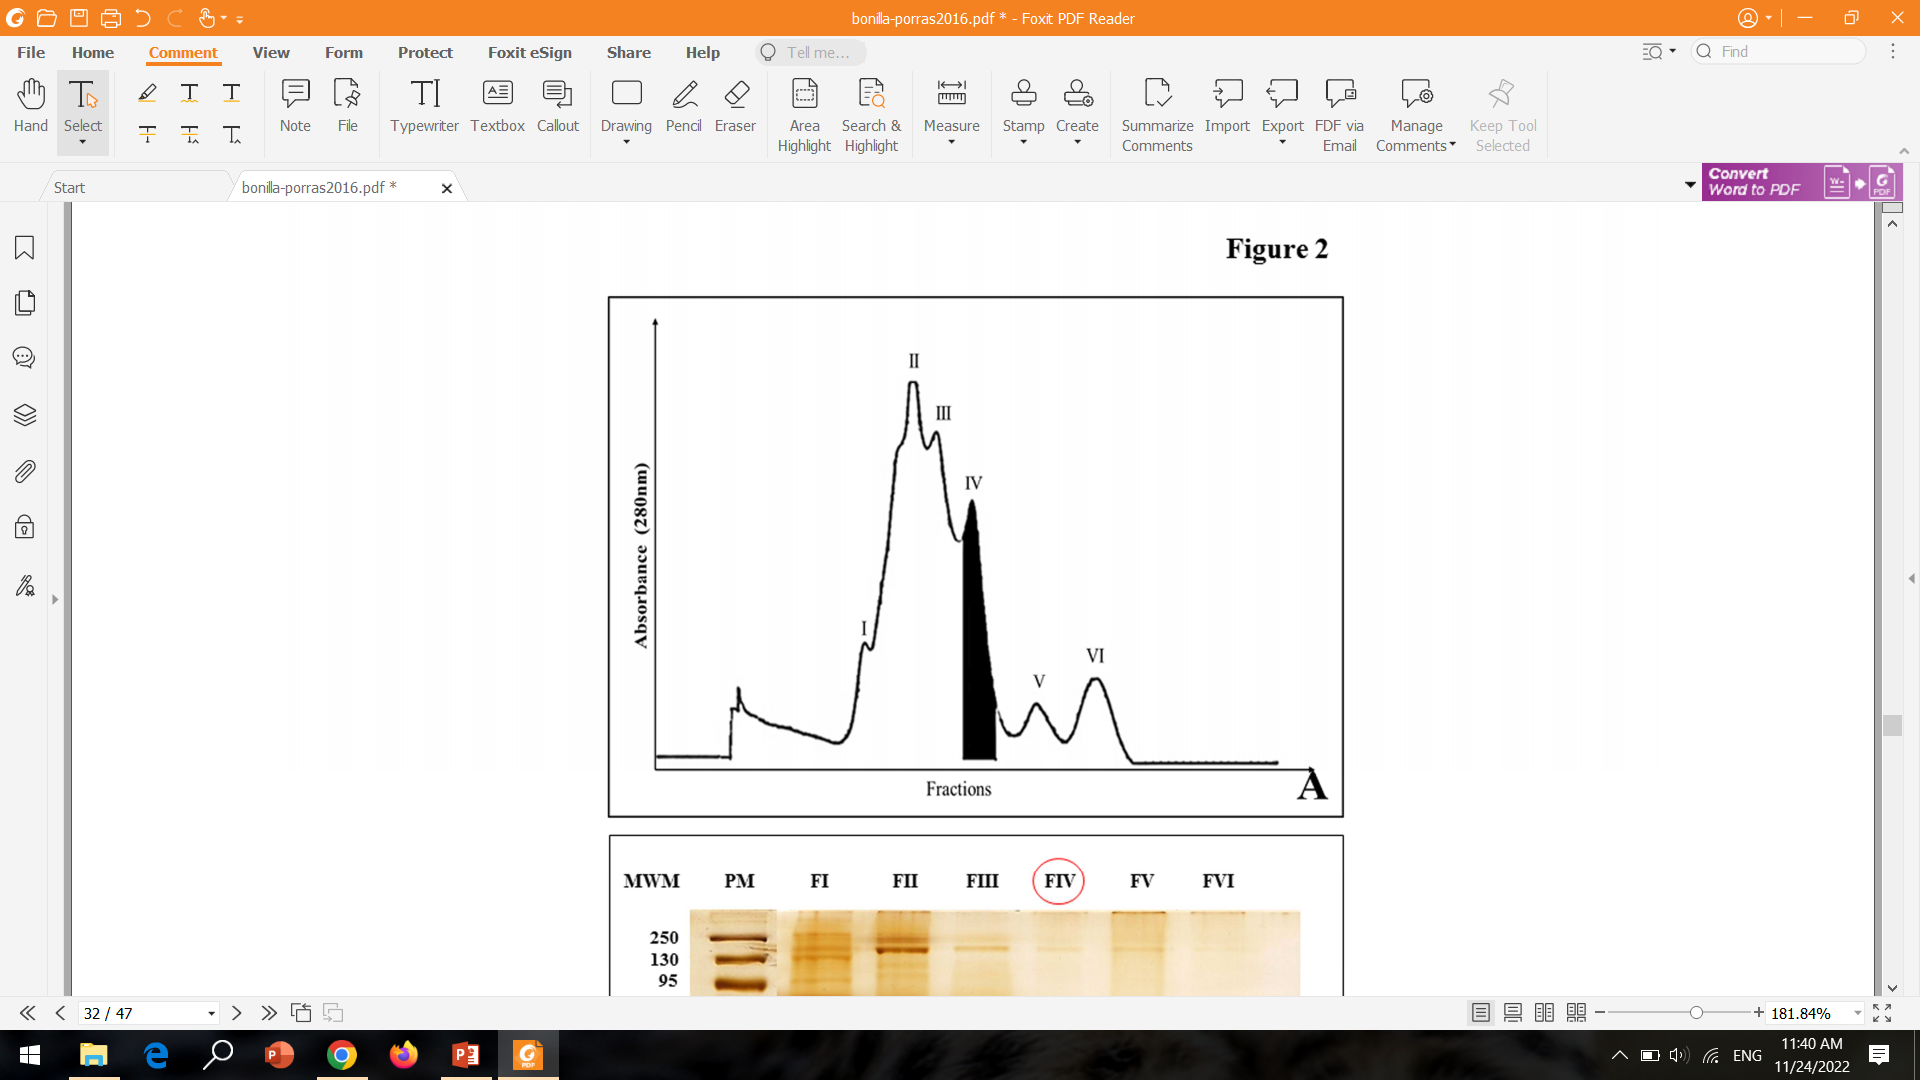 bonilla-porras2016.pdf * - Foxit PDF Reader
File Home Comment View Form Protect Foxit eSign Share Help Tell me... Find
Hand Select Note File Typewriter Textbox Callout Drawing Pencil Eraser Area Highlight Search & Highlight Measure Stamp Create Summarize Comments Import Export FDF via Email Manage Comments Keep Tool Selected
Start bonilla-porras2016.pdf * Convert Word to PDF
Figure 2
II
III
IV
Absorbance (280nm)
I
VI
V
Fractions
A
MWM PM FI FII FIII FIV FV FVI
250
130
95
32 / 47 181.84%
ENG 11:40 AM
11/24/2022